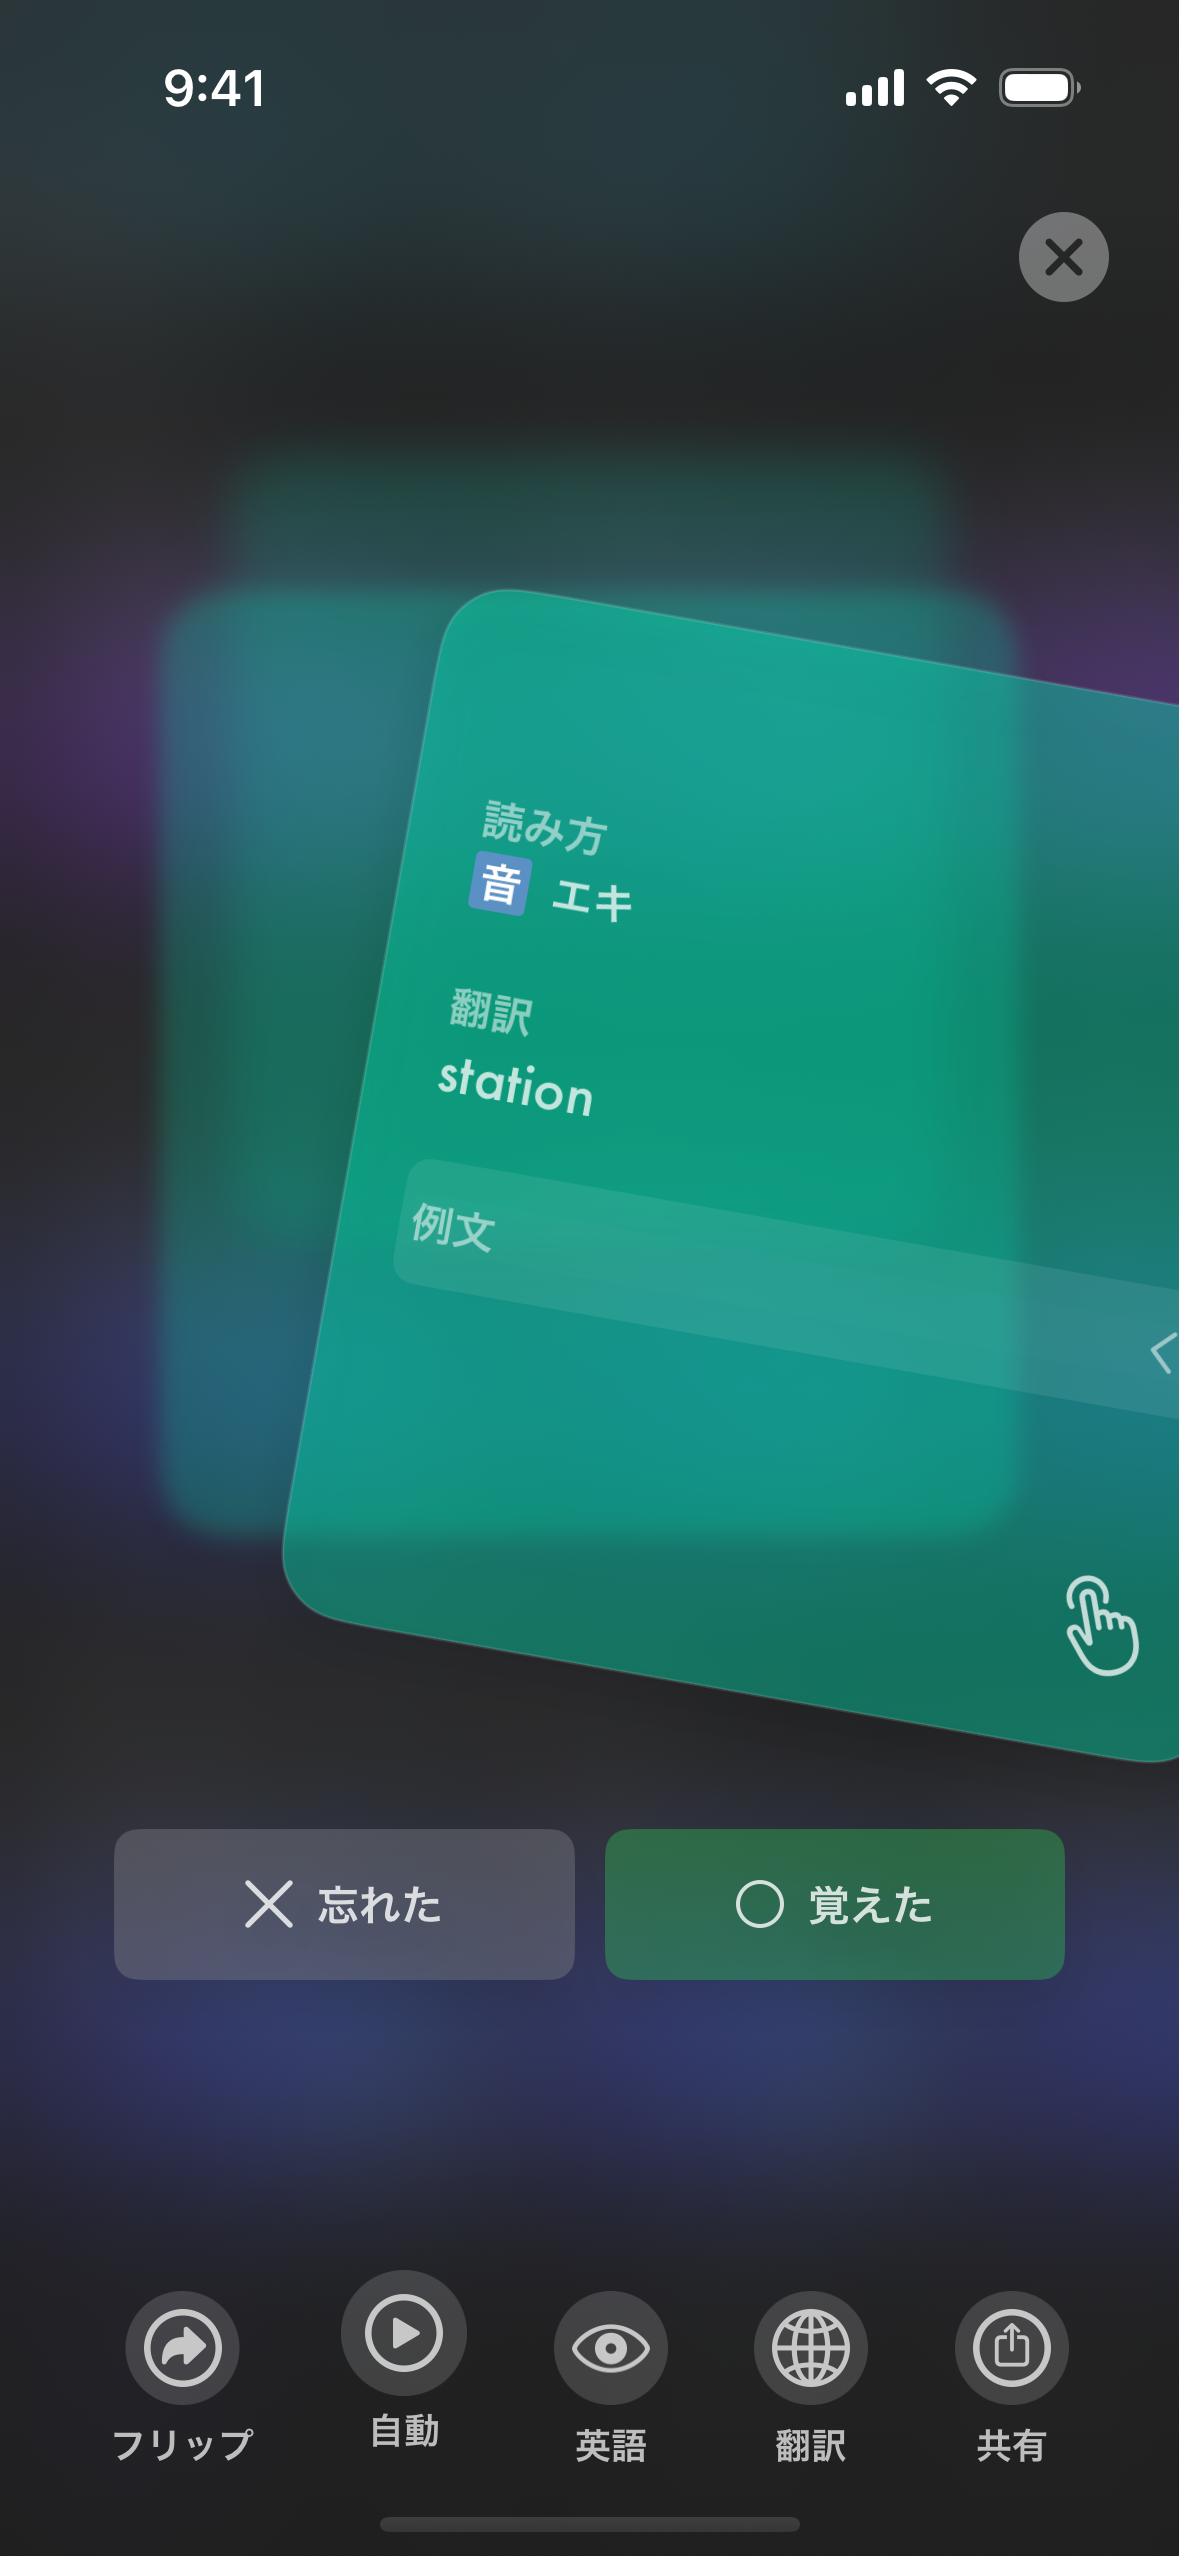 9:41
読み方
音 エキ
翻訳
station
例文
忘れた
覚えた
フリップ
自動
英語
翻訳
共有